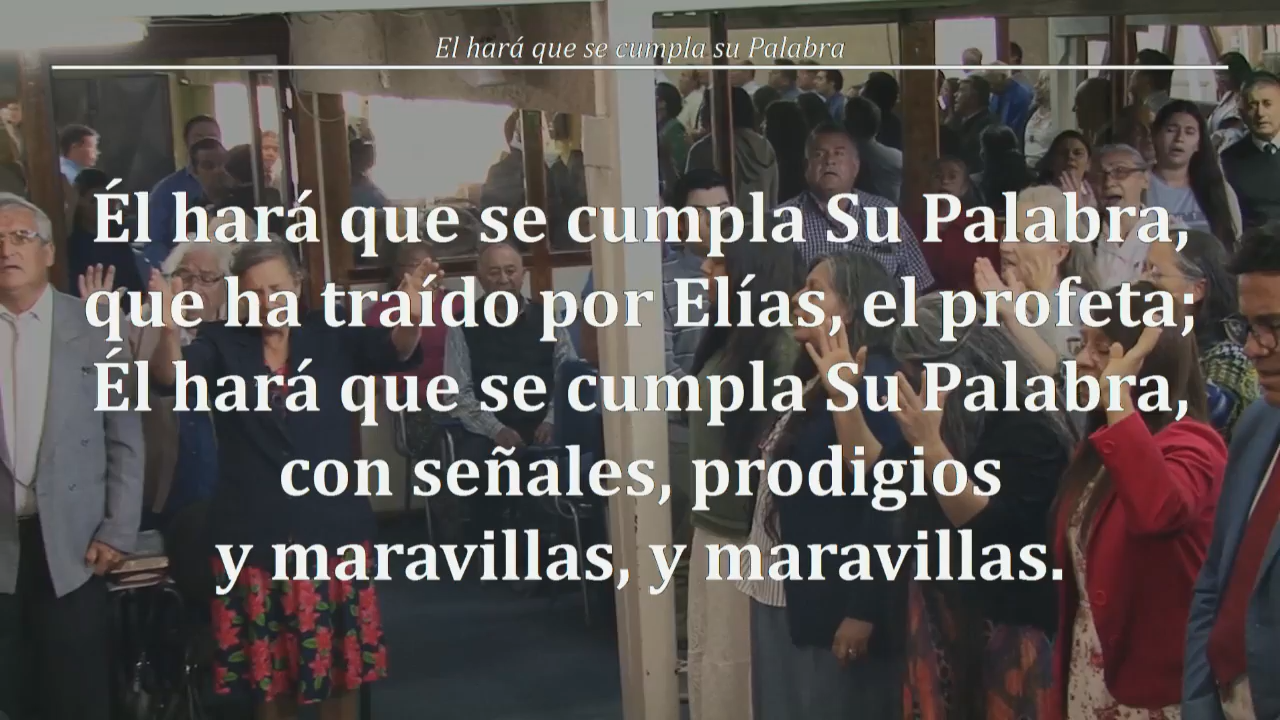 El hará que se cumpla su Palabra
Él hará que se cumpla Su Palabra,
que ha traído por Elías, el profeta;
Él hará que se cumpla Su Palabra,
con señales, prodigios
y maravillas, y maravillas.